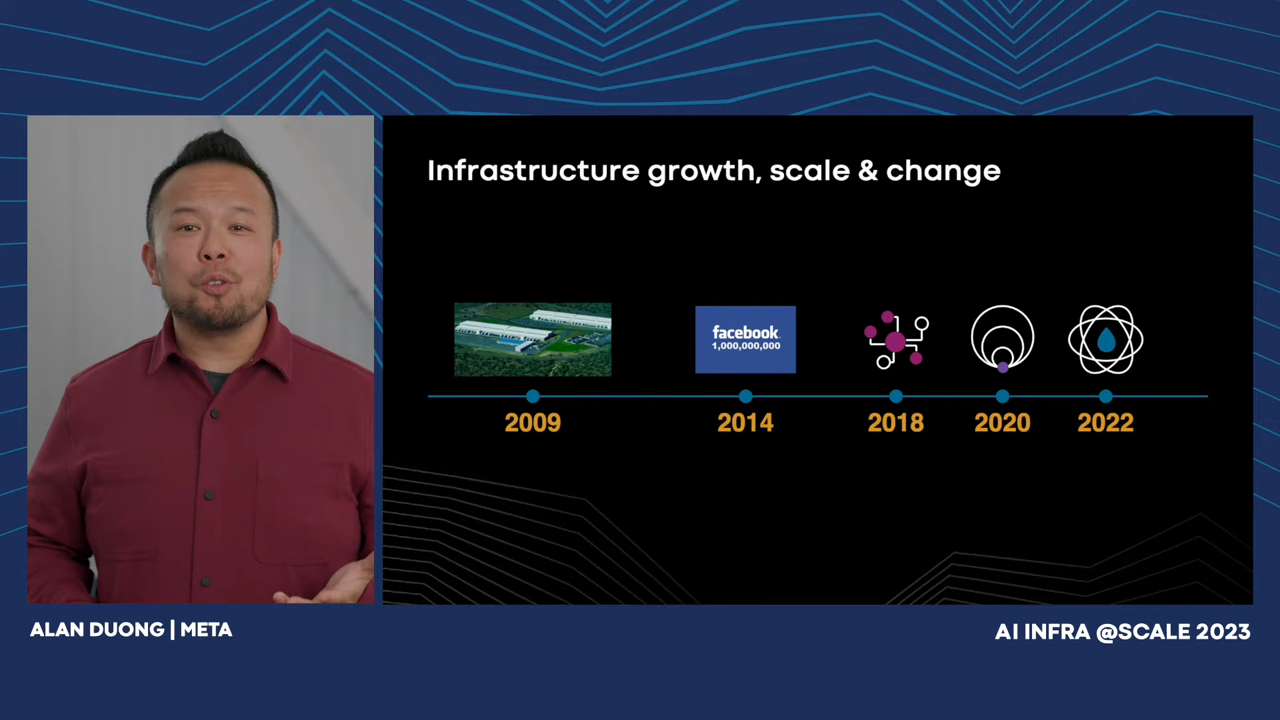 Infrastructure growth, scale & change
facebook
1,000,000,000
2009
2014
2018
2020
2022
ALAN DUONG | META
AI INFRA @SCALE 2023